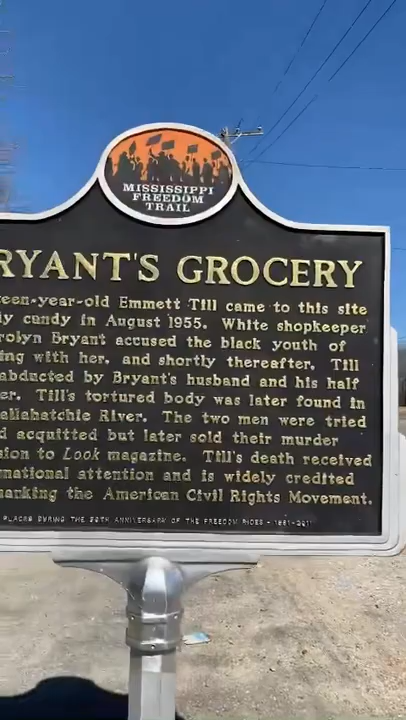 MISSISSIPPI
FREEDOM
TRAIL
RYANT'S GROCERY
teen-year-old Emmett Till came to this site
y candy in August 1955. White shopkeeper
rolyn Bryant accused the black youth of
ing with her, and shortly thereafter, Till
abducted by Bryant's husband and his half
er. Till's tortured body was later found in
allahatchie River. The two men were tried
d acquitted but later sold their murder
sion to Look magazine. Till's death received
national attention and is widely credited
parking the American Civil Rights Movement.
PLACED DURING THE 50TH ANNIVERSARY OF THE FREEDOM RIDES • 1961-2011